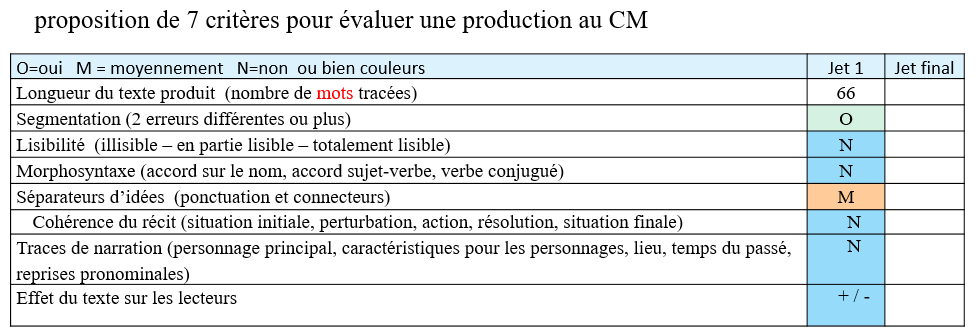 proposition de 7 critères pour évaluer une production au CM
O=oui M = moyennement N=non ou bien couleurs Jet 1 Jet final
Longueur du texte produit (nombre de mots tracées) 66
Segmentation (2 erreurs différentes ou plus) O
Lisibilité (illisible – en partie lisible – totalement lisible) N
Morphosyntaxe (accord sur le nom, accord sujet-verbe, verbe conjugué) N
Séparateurs d'idées (ponctuation et connecteurs) M
Cohérence du récit (situation initiale, perturbation, action, résolution, situation finale) N
Traces de narration (personnage principal, caractéristiques pour les personnages, lieu, temps du passé, N
reprises pronominales)
Effet du texte sur les lecteurs + / -